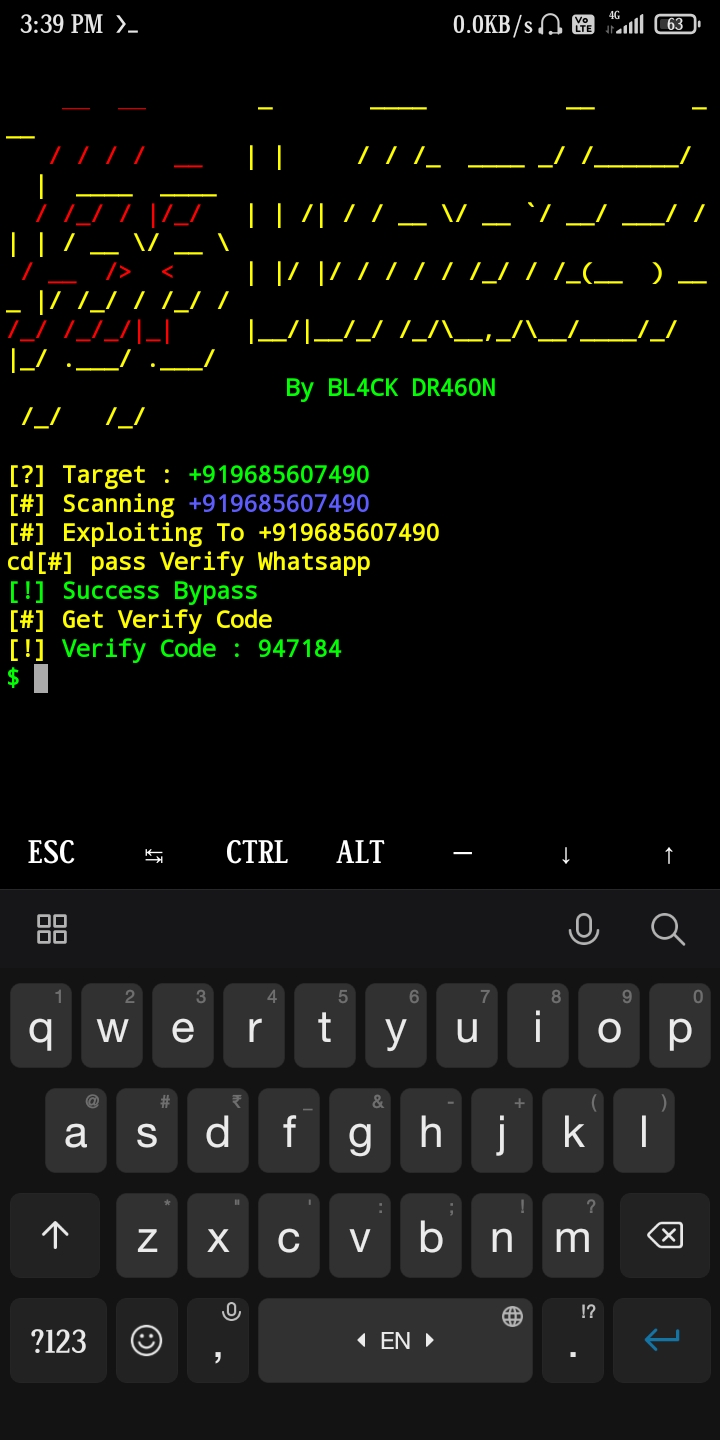 3:39 PM
0.0KB/s
Vo LTE
4G
63
By BL4CK DR460N
[?] Target : +919685607490
[#] Scanning +919685607490
[#] Exploiting To +919685607490
cd[#] pass Verify Whatsapp
[!] Success Bypass
[#] Get Verify Code
[!] Verify Code : 947184
$
ESC ↹ CTRL ALT — ↓ ↑
1 2 3 4 5 6 7 8 9 0
q w e r t y u i o p
@ # ₹ _ & - + ( )
a s d f g h j k l
* " ' : ; ! ?
z x c v b n m
!?
?123 , EN .